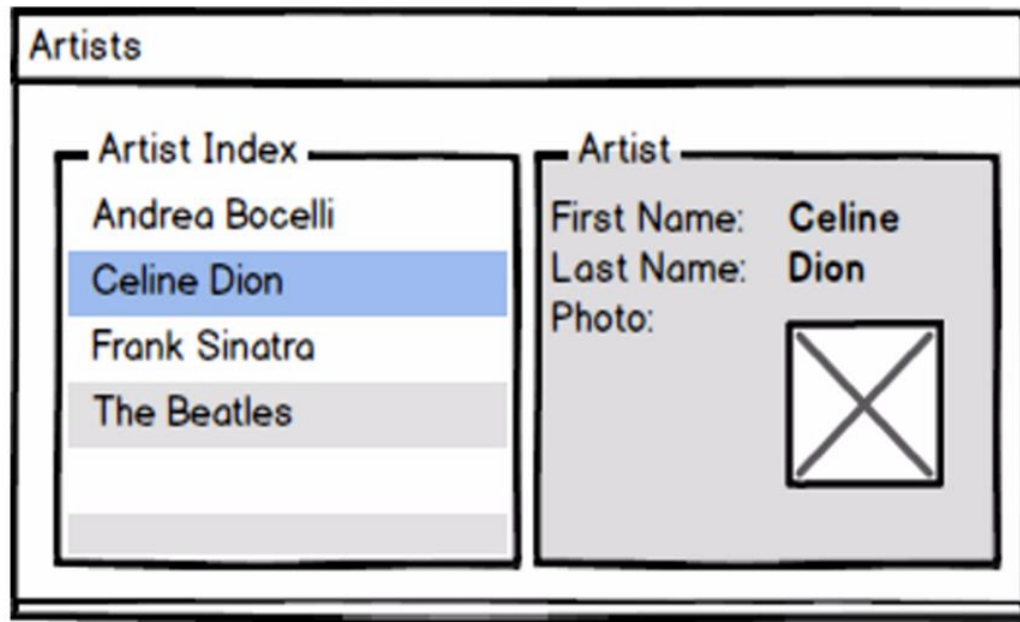 Artists
Artist Index
Andrea Bocelli
Celine Dion
Frank Sinatra
The Beatles
Artist
First Name: Celine
Last Name: Dion
Photo: